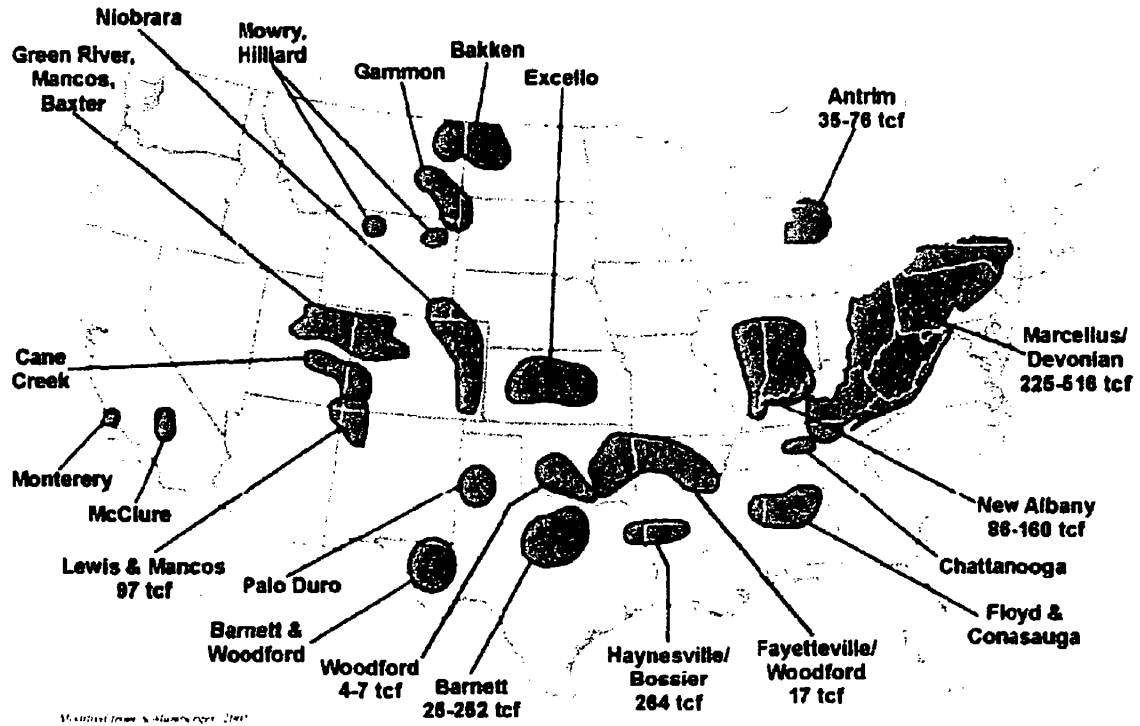 Niobrara
Green River,
Mancos,
Baxter
Mowry,
Hilliard
Gammon
Bakken
Excello
Antrim
35-76 tcf
Marcellus/
Devonian
225-516 tcf
Cane
Creek
Monterery
McClure
Lewis & Mancos
97 tcf
Palo Duro
Barnett &
Woodford
Woodford
4-7 tcf
Barnett
26-252 tcf
Haynesville/
Bossier
264 tcf
Fayetteville/
Woodford
17 tcf
New Albany
86-160 tcf
Chattanooga
Floyd &
Conasauga
Modified from